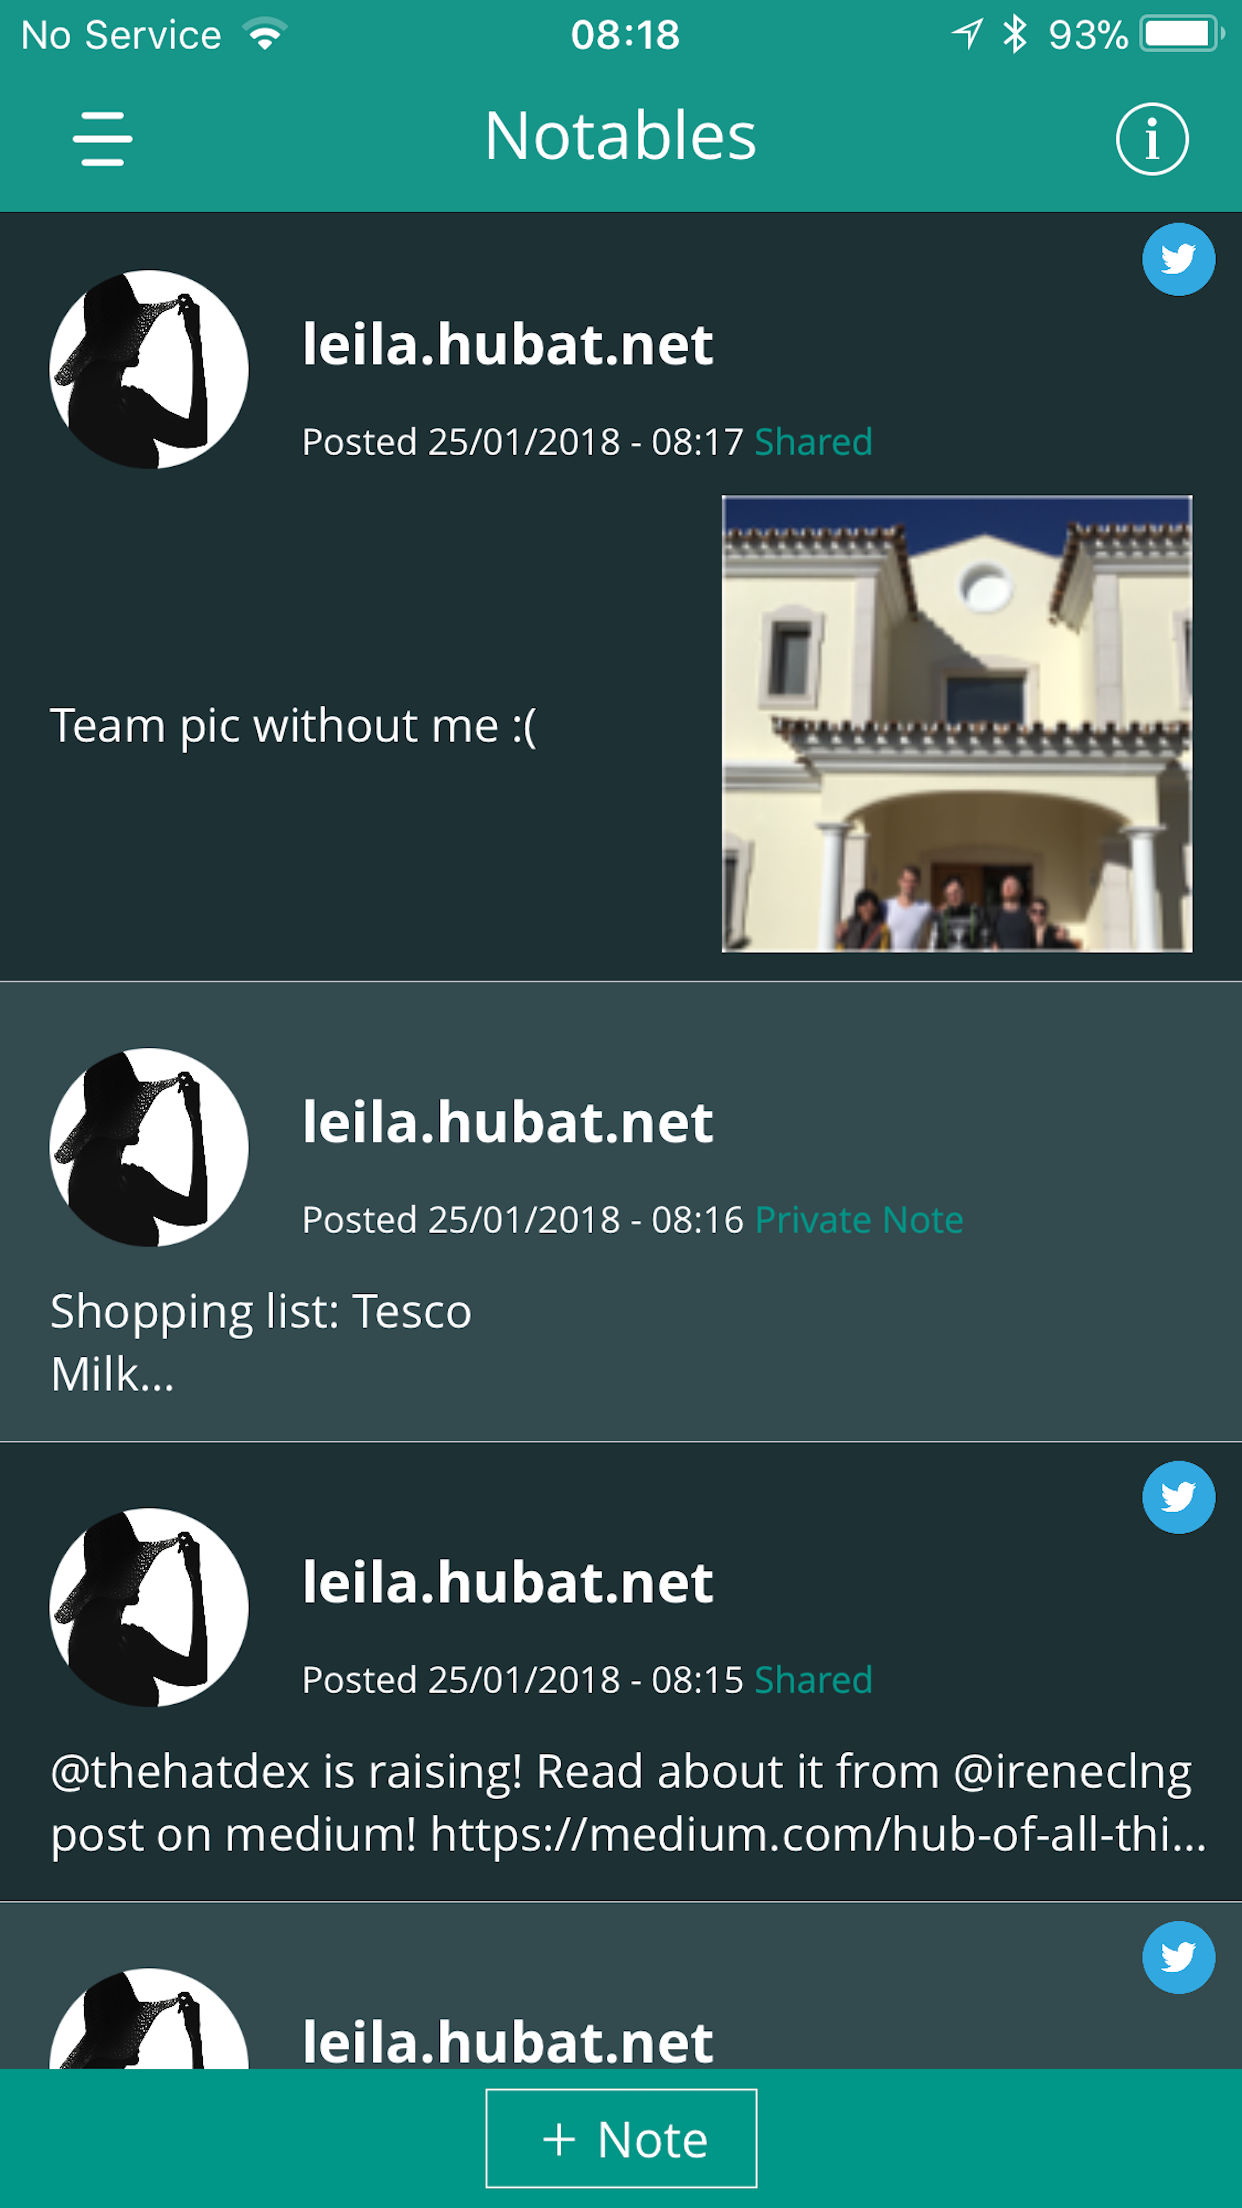 No Service 08:18 93%
Notables
leila.hubat.net
Posted 25/01/2018 - 08:17 Shared
Team pic without me :(
leila.hubat.net
Posted 25/01/2018 - 08:16 Private Note
Shopping list: Tesco
Milk...
leila.hubat.net
Posted 25/01/2018 - 08:15 Shared
@thehatdex is raising! Read about it from @ireneclng
post on medium! https://medium.com/hub-of-all-thi...
leila.hubat.net
+ Note